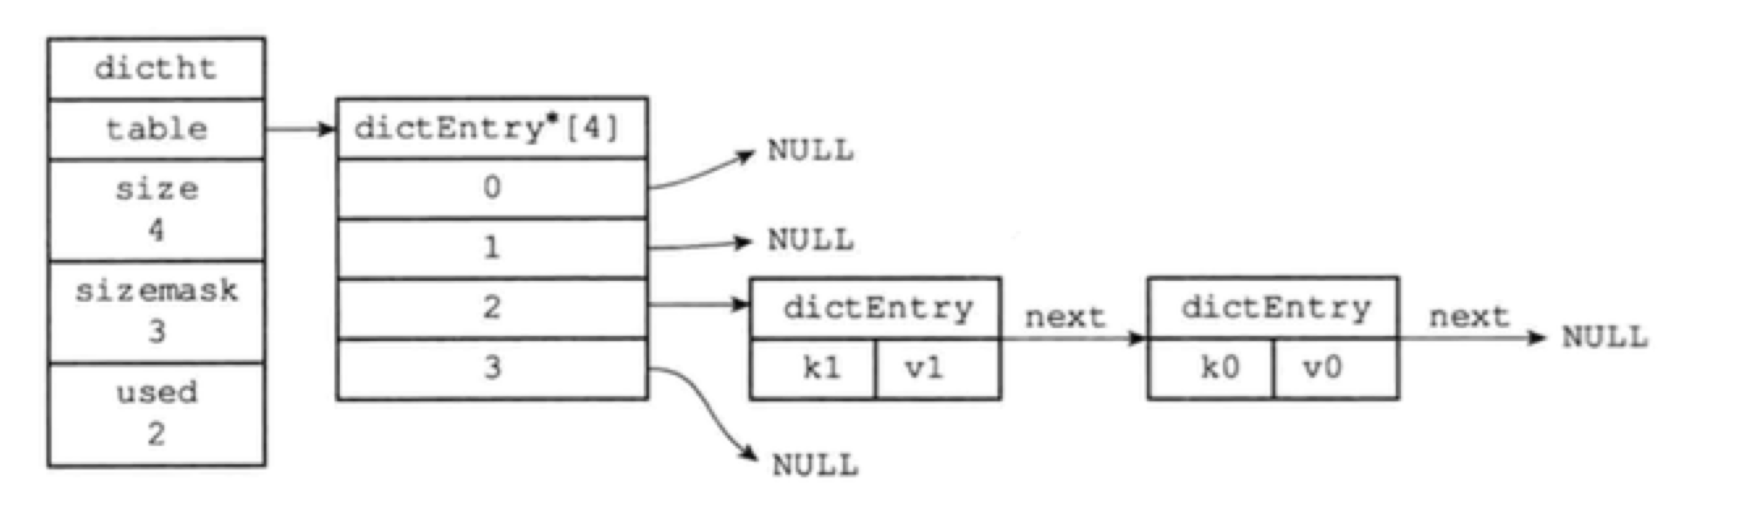 dictht
table
size
4
sizemask
3
used
2
dictEntry*[4]
0
1
2
3
NULL
NULL
dictEntry
k1 v1
next
dictEntry
k0 v0
next
NULL
NULL